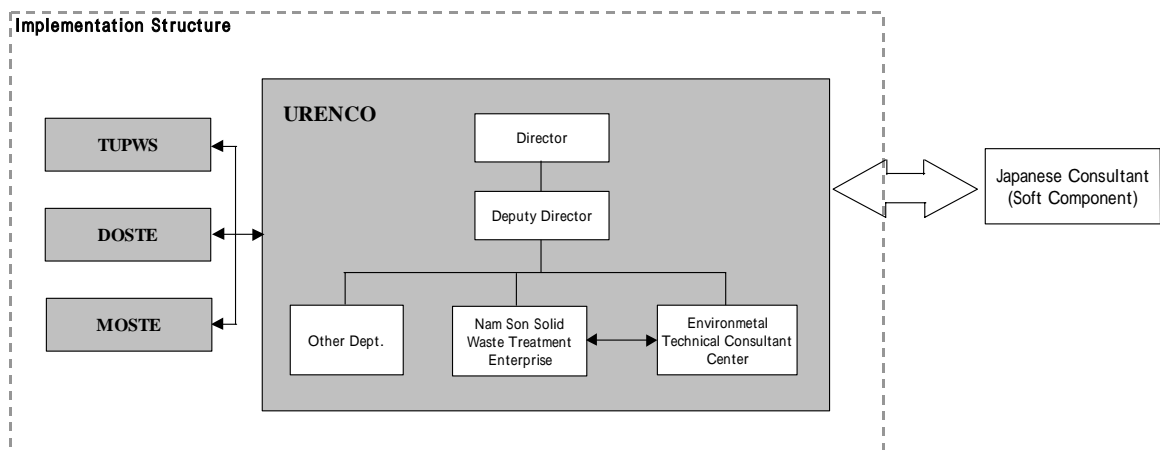 Implementation Structure
URENCO
TUPWS
DOSTE
MOSTE
Director
Deputy Director
Other Dept.
Nam Son Solid
Waste Treatment
Enterprise
Environmetal
Technical Consultant
Center
Japanese Consultant
(Soft Component)